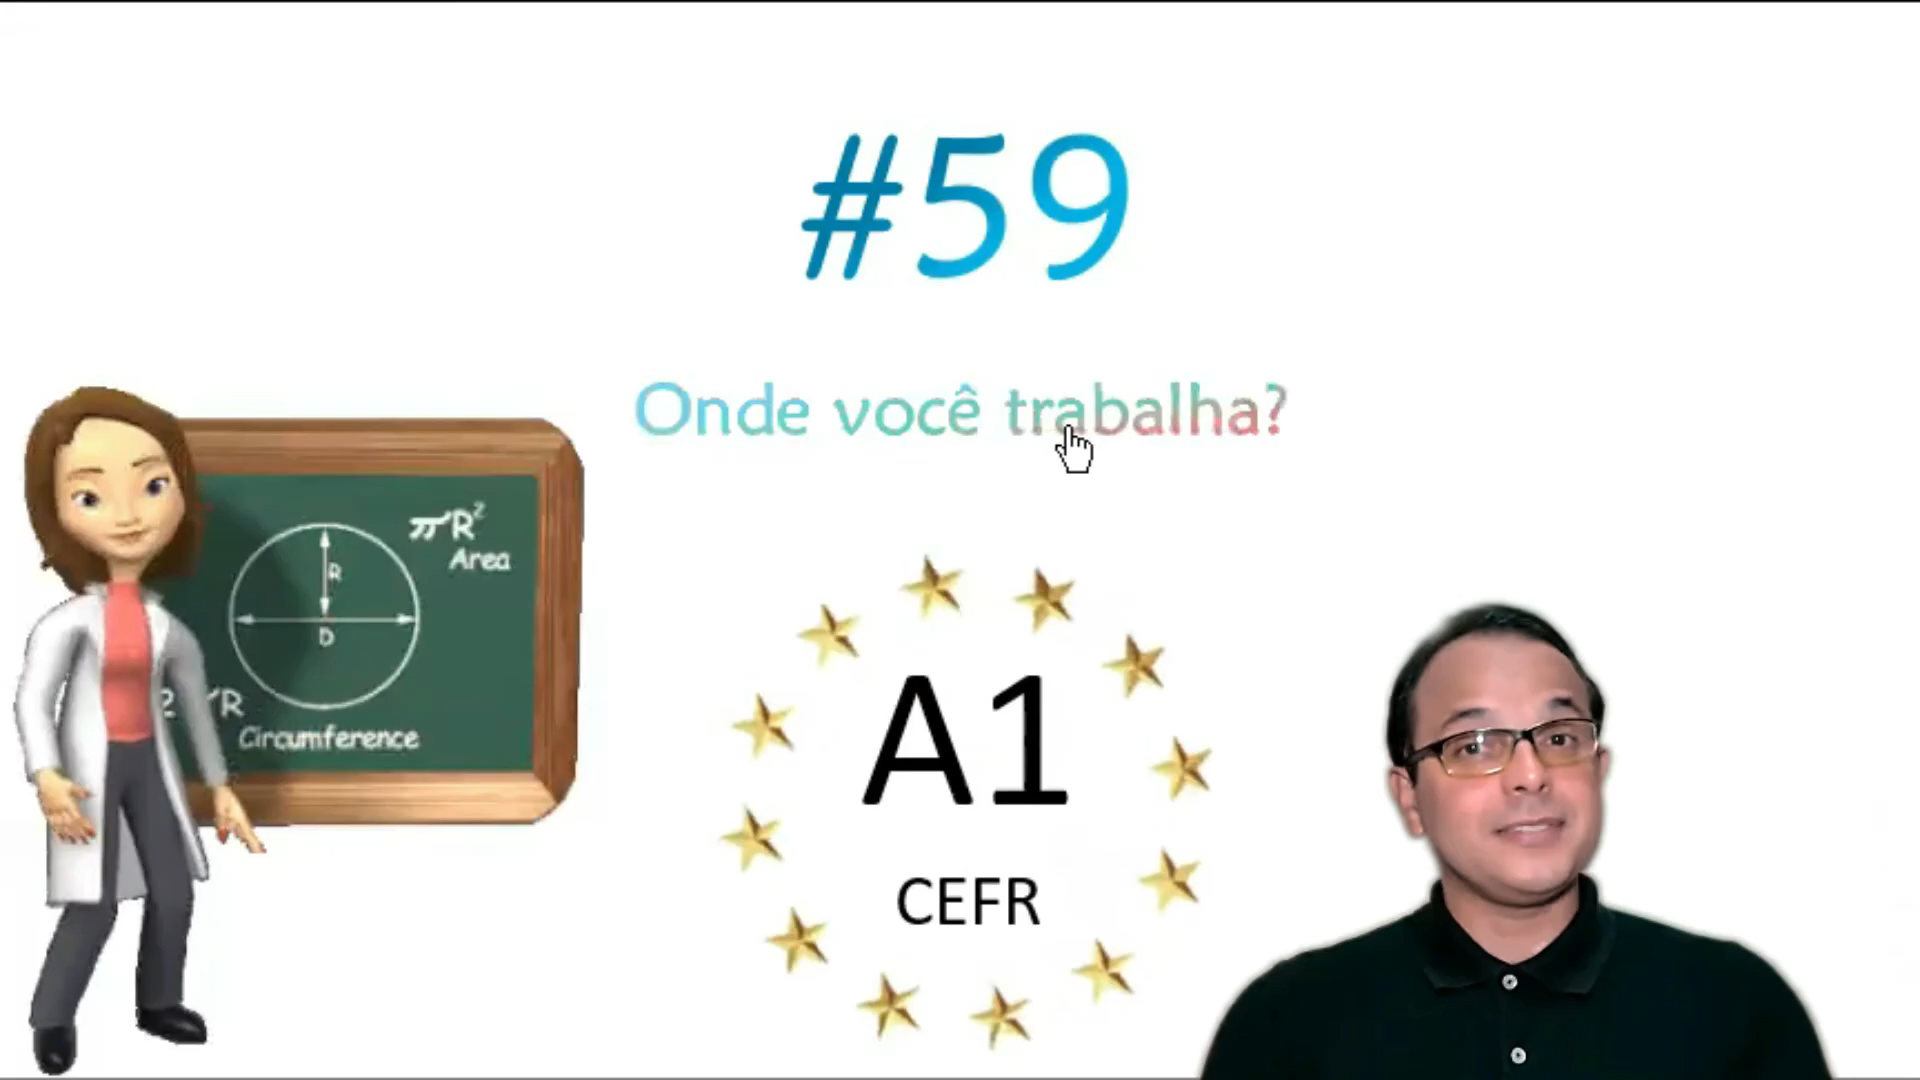 #59
Onde você trabalha?
πR²
Area
R
D
R
Circumference
A1
CEFR